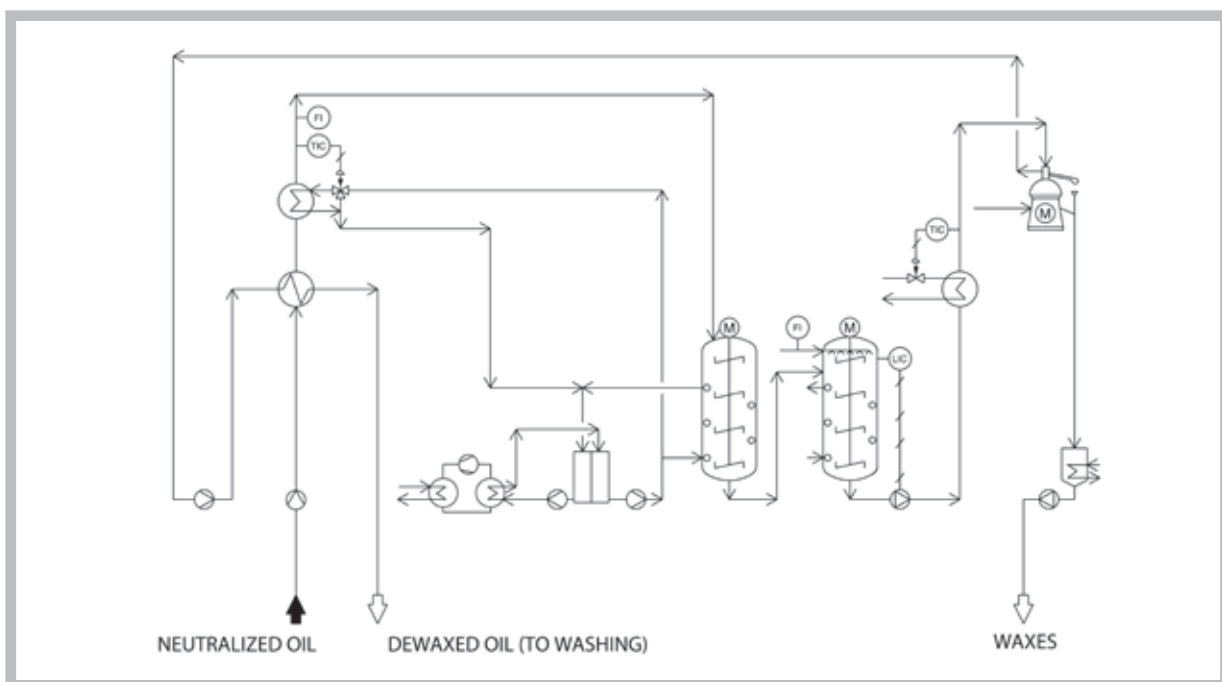 FI
TIC
M
TIC
M
FI
M
LIC
NEUTRALIZED OIL
DEWAXED OIL (TO WASHING)
WAXES